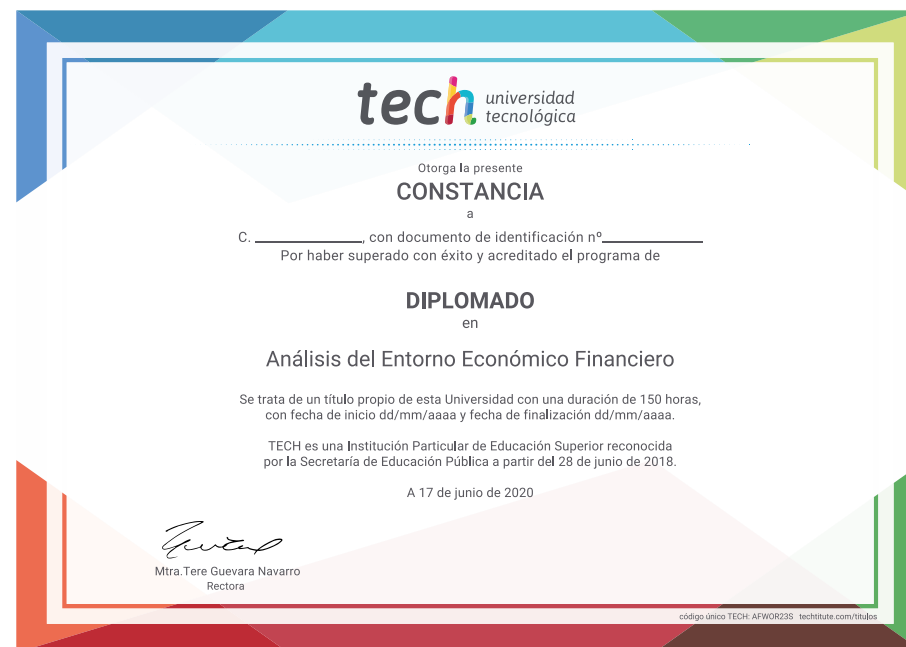 tech universidad
tecnológica
Otorga la presente
CONSTANCIA
a
C. ____________, con documento de identificación nº____________
Por haber superado con éxito y acreditado el programa de
DIPLOMADO
en
Análisis del Entorno Económico Financiero
Se trata de un título propio de esta Universidad con una duración de 150 horas,
con fecha de inicio dd/mm/aaaa y fecha de finalización dd/mm/aaaa.
TECH es una Institución Particular de Educación Superior reconocida
por la Secretaría de Educación Pública a partir del 28 de junio de 2018.
A 17 de junio de 2020
Mtra.Tere Guevara Navarro
Rectora
código único TECH: AFWOR23S techtitute.com/titulos